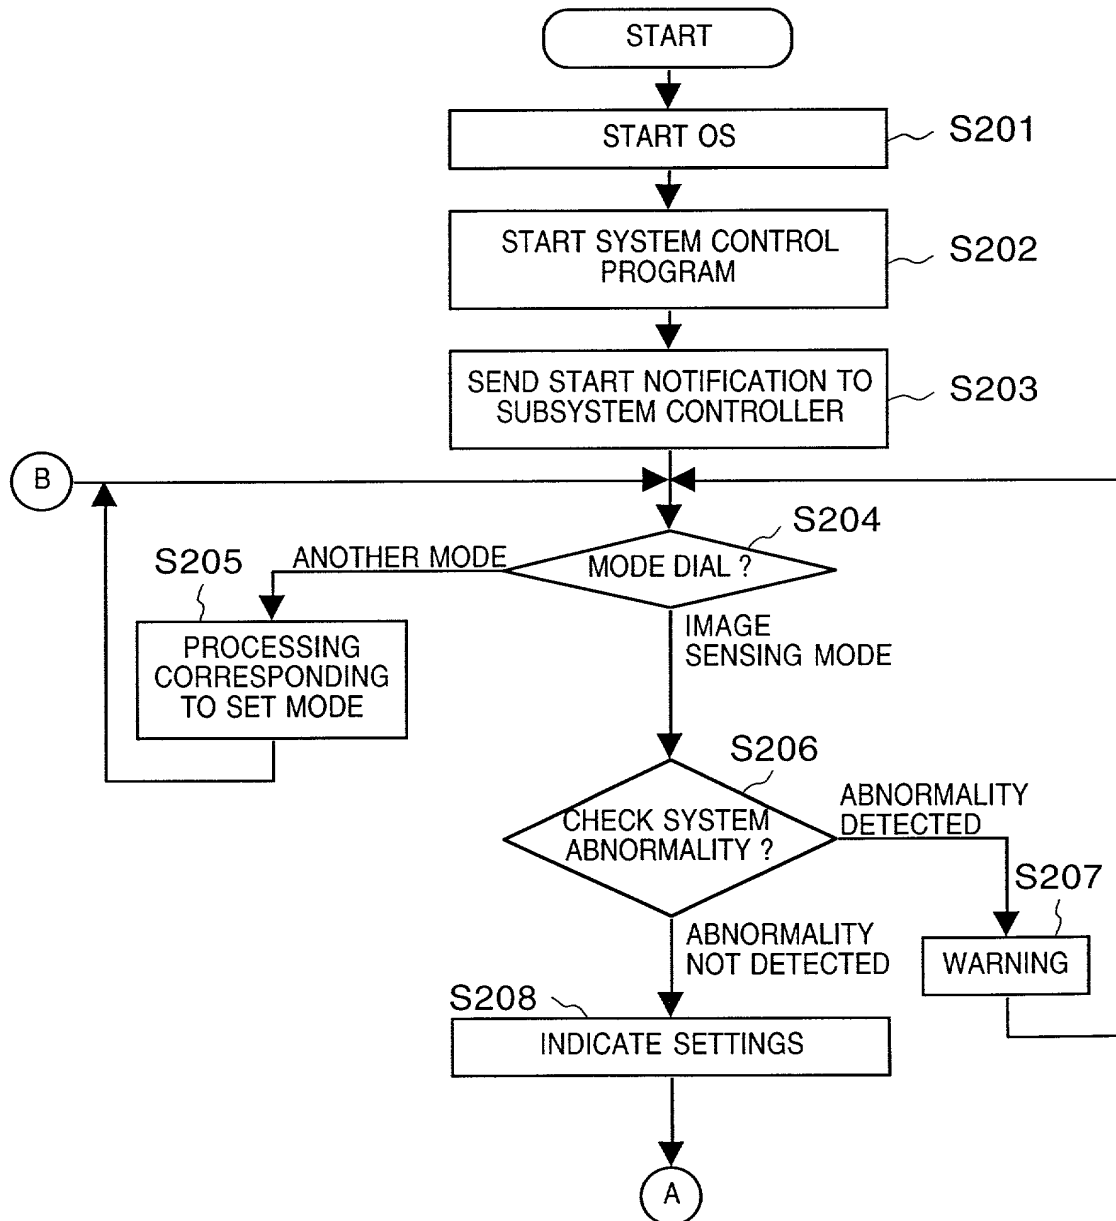 START
START OS
S201
START SYSTEM CONTROL
PROGRAM
S202
SEND START NOTIFICATION TO
SUBSYSTEM CONTROLLER
S203
B
S204
MODE DIAL ?
ANOTHER MODE
S205
PROCESSING
CORRESPONDING
TO SET MODE
IMAGE
SENSING MODE
S206
CHECK SYSTEM
ABNORMALITY ?
ABNORMALITY
DETECTED
S207
WARNING
ABNORMALITY
NOT DETECTED
S208
INDICATE SETTINGS
A